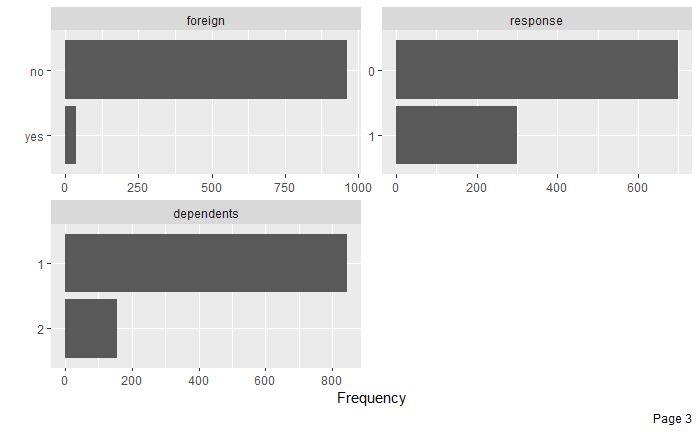 foreign
response
no
yes
0
250
500
750
1000
0
1
0
200
400
600
dependents
1
2
0
200
400
600
800
Frequency
Page 3